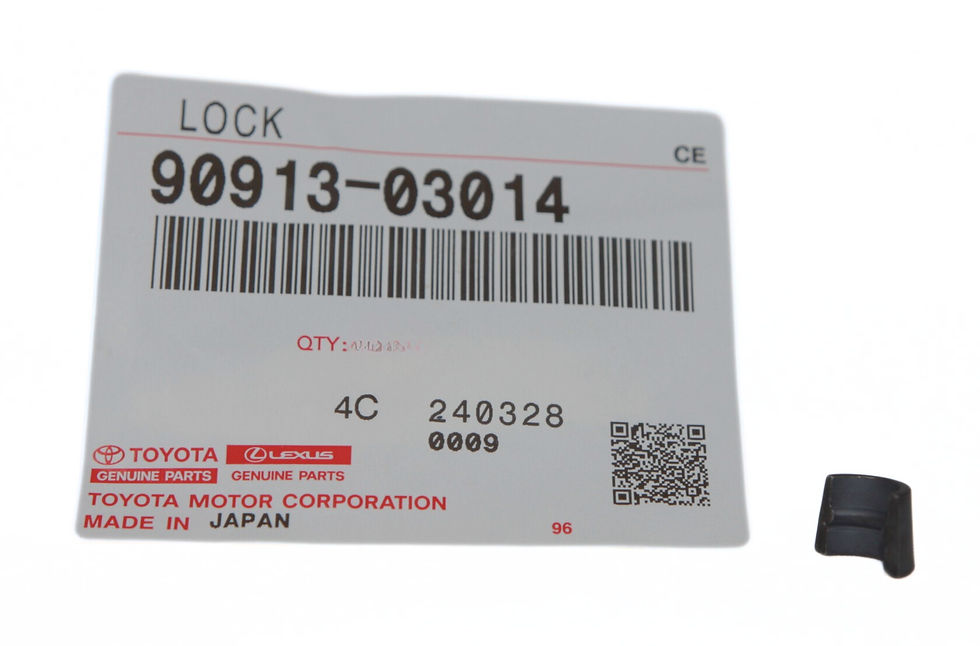 LOCK
CE
90913-03014
QTY:
4C 240328
0009
TOYOTA LEXUS
GENUINE PARTS GENUINE PARTS
TOYOTA MOTOR CORPORATION
MADE IN JAPAN
96